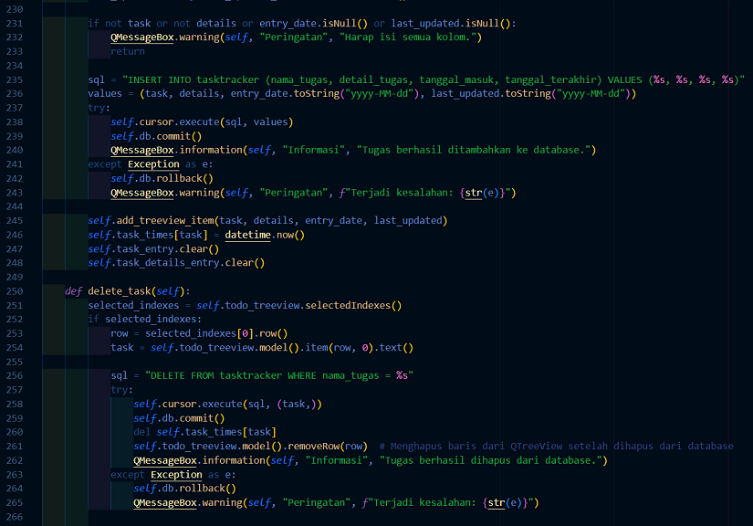 230
231 if not task or not details or entry_date.isNull() or last_updated.isNull():
232 QMessageBox.warning(self, "Peringatan", "Harap isi semua kolom.")
233 return
234
235 sql = "INSERT INTO tasktracker (nama_tugas, detail_tugas, tanggal_masuk, tanggal_terakhir) VALUES (%s, %s, %s, %s)"
236 values = (task, details, entry_date.toString("yyyy-MM-dd"), last_updated.toString("yyyy-MM-dd"))
237 try:
238 self.cursor.execute(sql, values)
239 self.db.commit()
240 QMessageBox.information(self, "Informasi", "Tugas berhasil ditambahkan ke database.")
241 except Exception as e:
242 self.db.rollback()
243 QMessageBox.warning(self, "Peringatan", f"Terjadi kesalahan: {str(e)}")
244
245 self.add_treeview_item(task, details, entry_date, last_updated)
246 self.task_times[task] = datetime.now()
247 self.task_entry.clear()
248 self.task_details_entry.clear()
249
250 def delete_task(self):
251 selected_indexes = self.todo_treeview.selectedIndexes()
252 if selected_indexes:
253 row = selected_indexes[0].row()
254 task = self.todo_treeview.model().item(row, 0).text()
255
256 sql = "DELETE FROM tasktracker WHERE nama_tugas = %s"
257 try:
258 self.cursor.execute(sql, (task,))
259 self.db.commit()
260 del self.task_times[task]
261 self.todo_treeview.model().removeRow(row) # Menghapus baris dari QTreeView setelah dihapus dari database
262 QMessageBox.information(self, "Informasi", "Tugas berhasil dihapus dari database.")
263 except Exception as e:
264 self.db.rollback()
265 QMessageBox.warning(self, "Peringatan", f"Terjadi kesalahan: {str(e)}")
266